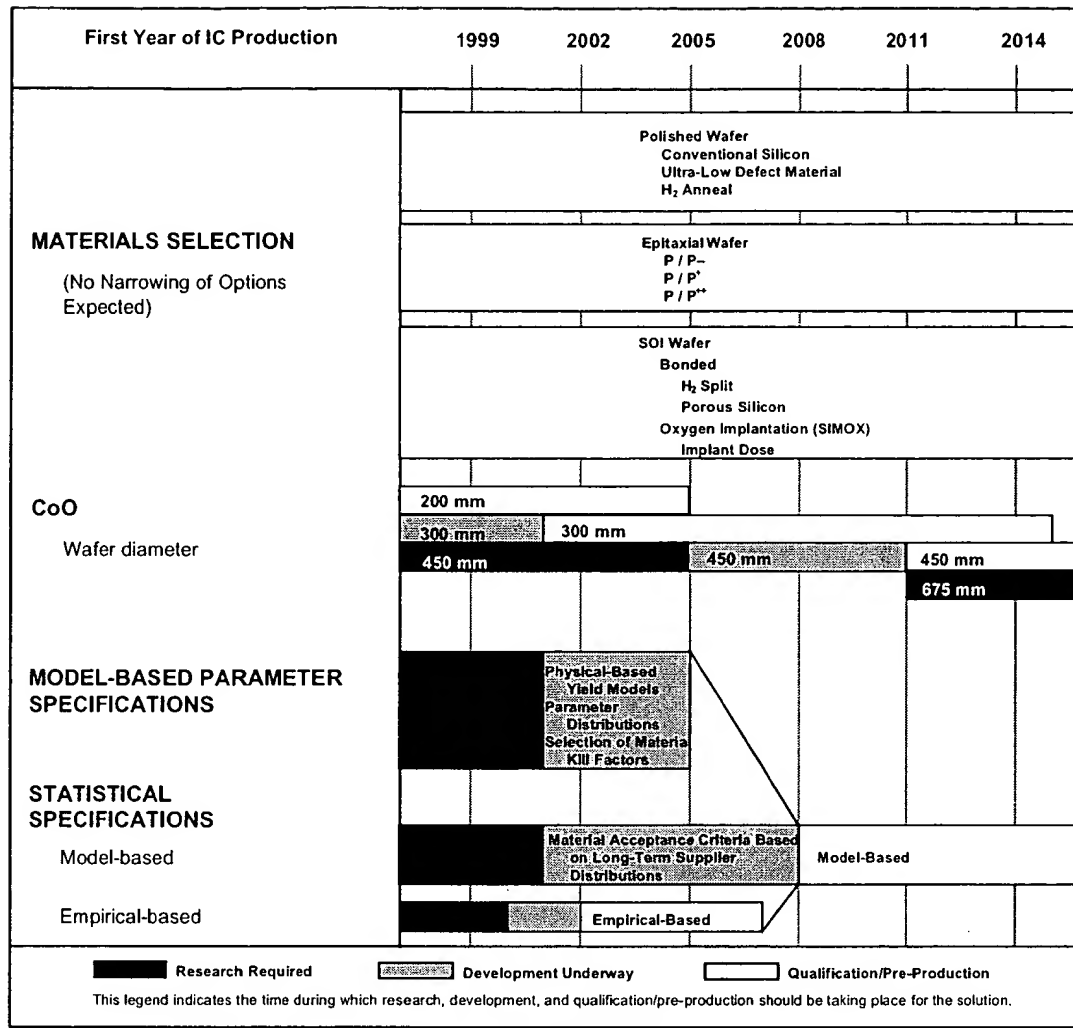 First Year of IC Production 1999 2002 2005 2008 2011 2014
Polished Wafer
Conventional Silicon
Ultra-Low Defect Material
H₂ Anneal
MATERIALS SELECTION
(No Narrowing of Options
Expected)
Epitaxial Wafer
P / P–
P / P⁺
P / P⁺⁺
SOI Wafer
Bonded
H₂ Split
Porous Silicon
Oxygen Implantation (SIMOX)
Implant Dose
CoO
Wafer diameter
200 mm
300 mm 300 mm
450 mm 450 mm 450 mm
675 mm
MODEL-BASED PARAMETER
SPECIFICATIONS
Physical-Based
Yield Models
Parameter
Distributions
Selection of Materia
Kill Factors
STATISTICAL
SPECIFICATIONS
Model-based
Material Acceptance Criteria Based
on Long-Term Supplier
Distributions
Model-Based
Empirical-based
Empirical-Based
Research Required Development Underway Qualification/Pre-Production
This legend indicates the time during which research, development, and qualification/pre-production should be taking place for the solution.